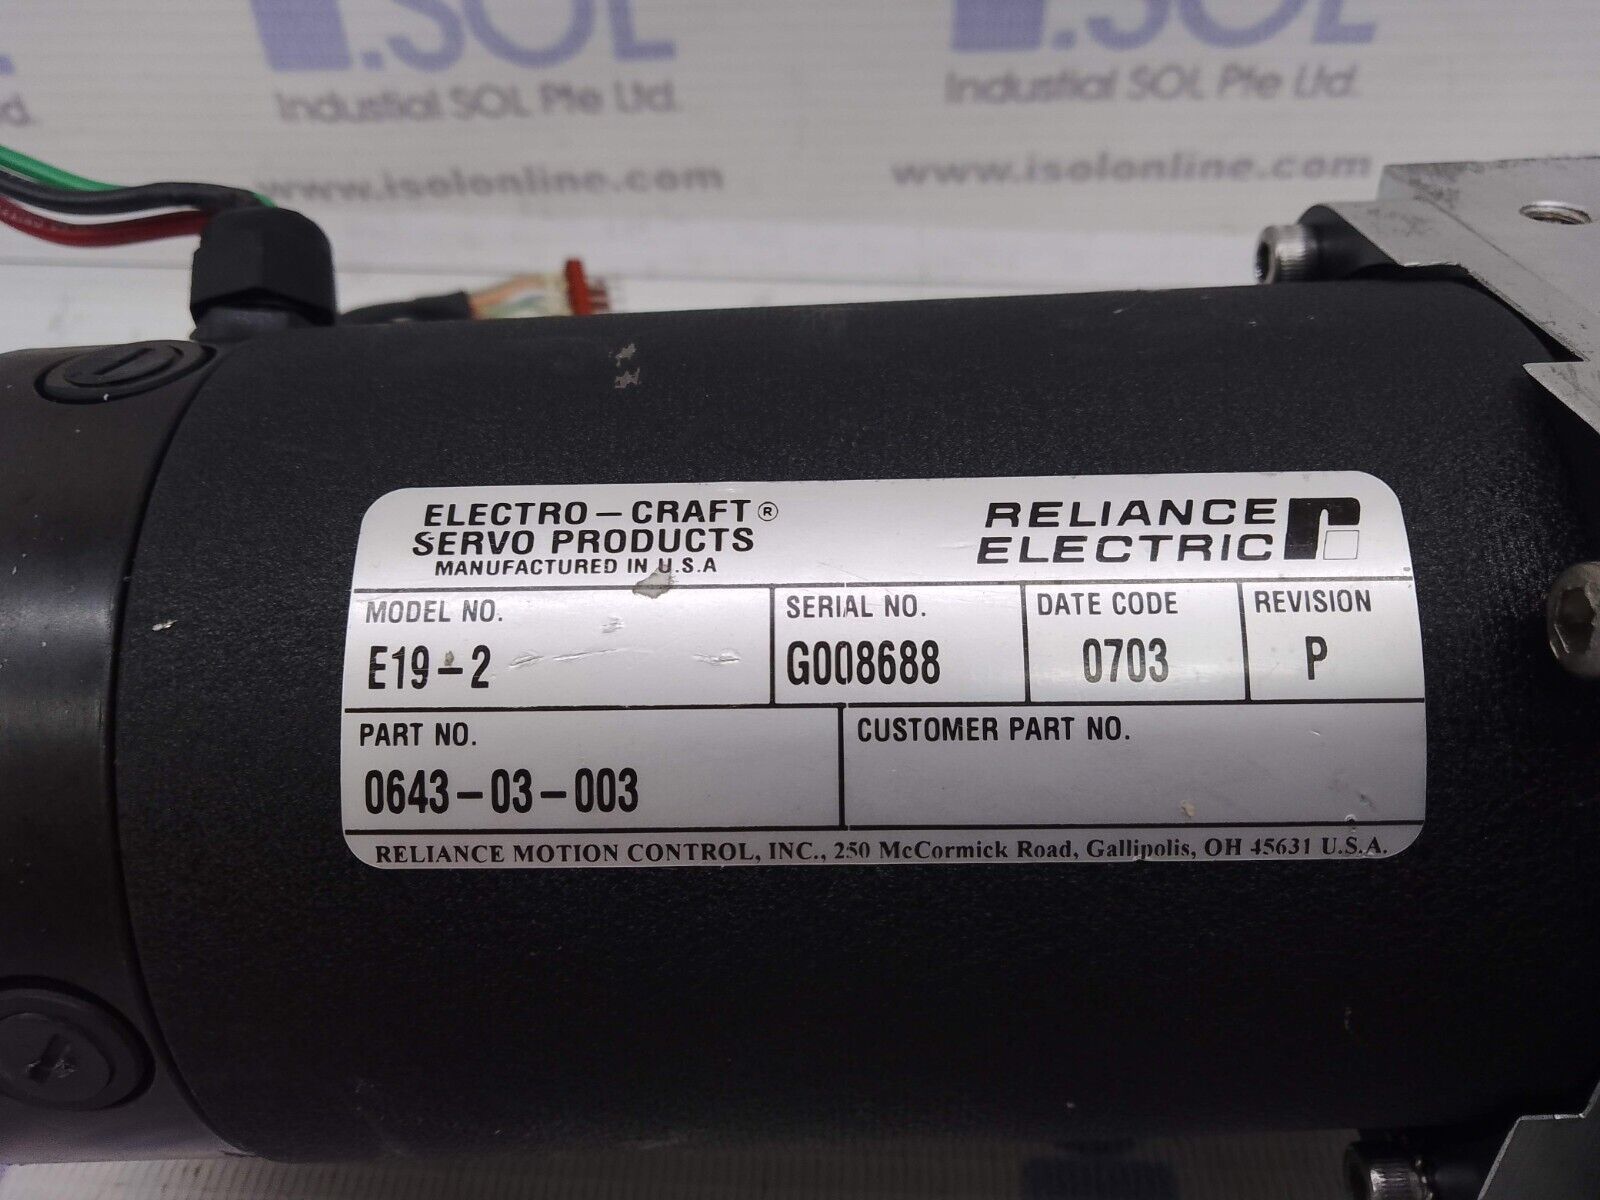 .SOL
.SOL
Industrial SOL Pte Ltd.
Industrial SOL Pte Ltd.
www.isolonline.com
www.isolonline.com
ELECTRO-CRAFT®
SERVO PRODUCTS
MANUFACTURED IN U.S.A
RELIANCE
ELECTRIC
MODEL NO.
E19-2
SERIAL NO.
G008688
DATE CODE
0703
REVISION
P
PART NO.
0643-03-003
CUSTOMER PART NO.
RELIANCE MOTION CONTROL, INC., 250 McCormick Road, Gallipolis, OH 45631 U.S.A.